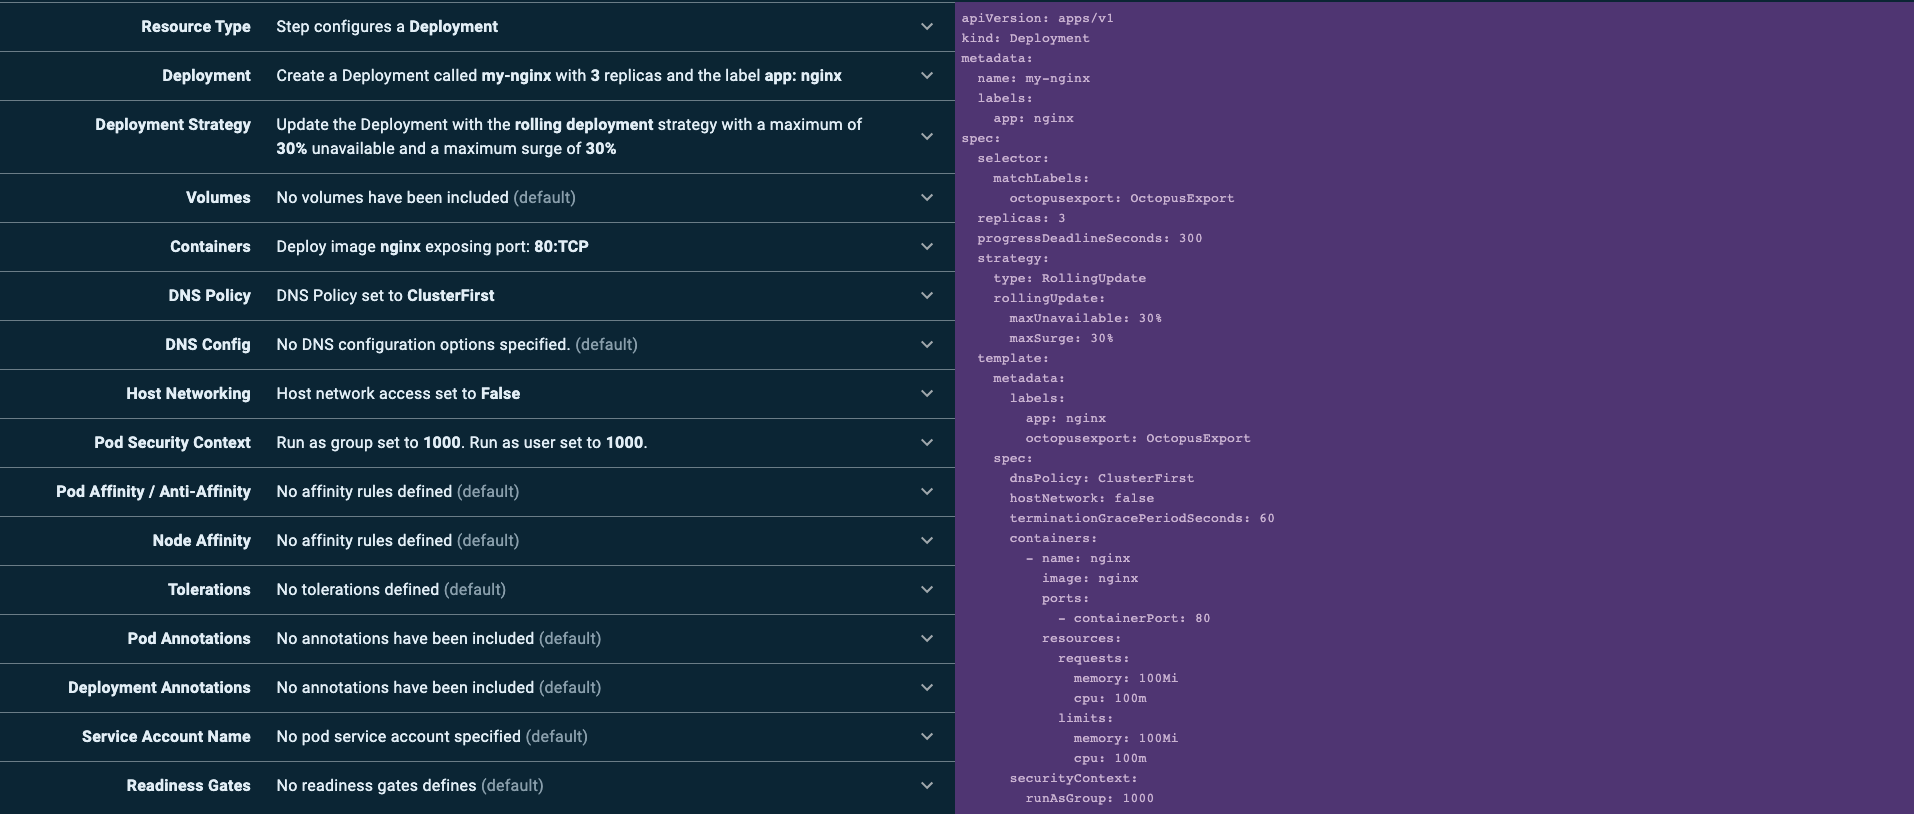 Resource Type Step configures a Deployment
Deployment Create a Deployment called my-nginx with 3 replicas and the label app: nginx
Deployment Strategy Update the Deployment with the rolling deployment strategy with a maximum of
30% unavailable and a maximum surge of 30%
Volumes No volumes have been included (default)
Containers Deploy image nginx exposing port: 80:TCP
DNS Policy DNS Policy set to ClusterFirst
DNS Config No DNS configuration options specified. (default)
Host Networking Host network access set to False
Pod Security Context Run as group set to 1000. Run as user set to 1000.
Pod Affinity / Anti-Affinity No affinity rules defined (default)
Node Affinity No affinity rules defined (default)
Tolerations No tolerations defined (default)
Pod Annotations No annotations have been included (default)
Deployment Annotations No annotations have been included (default)
Service Account Name No pod service account specified (default)
Readiness Gates No readiness gates defines (default)
apiVersion: apps/v1
kind: Deployment
metadata:
  name: my-nginx
  labels:
    app: nginx
spec:
  selector:
    matchLabels:
      octopusexport: OctopusExport
  replicas: 3
  progressDeadlineSeconds: 300
  strategy:
    type: RollingUpdate
    rollingUpdate:
      maxUnavailable: 30%
      maxSurge: 30%
  template:
    metadata:
      labels:
        app: nginx
        octopusexport: OctopusExport
    spec:
      dnsPolicy: ClusterFirst
      hostNetwork: false
      terminationGracePeriodSeconds: 60
      containers:
        - name: nginx
          image: nginx
          ports:
            - containerPort: 80
          resources:
            requests:
              memory: 100Mi
              cpu: 100m
            limits:
              memory: 100Mi
              cpu: 100m
      securityContext:
        runAsGroup: 1000